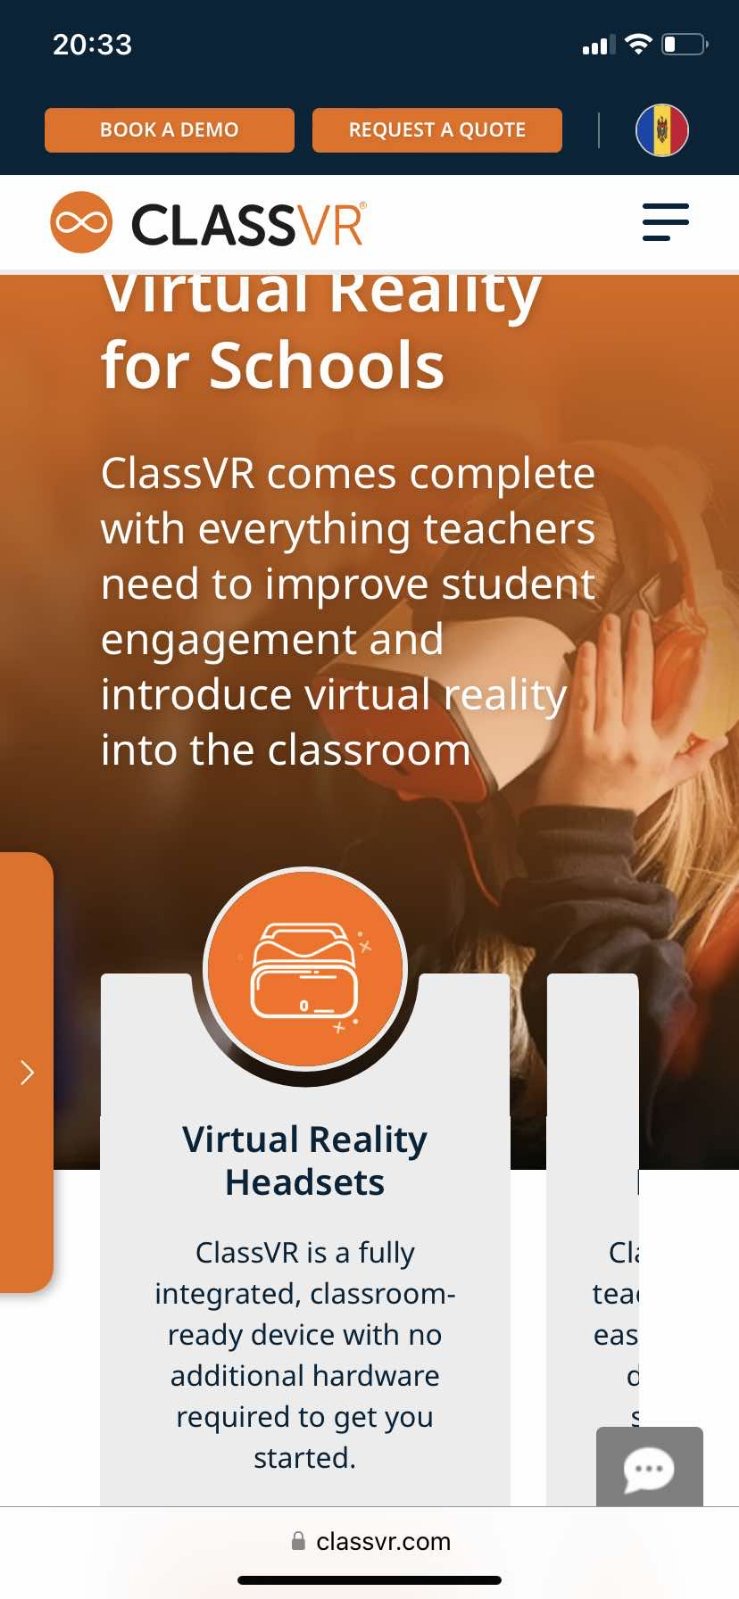 20:33
BOOK A DEMO
REQUEST A QUOTE
CLASSVR®
Virtual Reality
for Schools
ClassVR comes complete
with everything teachers
need to improve student
engagement and
introduce virtual reality
into the classroom
Virtual Reality
Headsets
ClassVR is a fully
integrated, classroom-
ready device with no
additional hardware
required to get you
started.
classvr.com